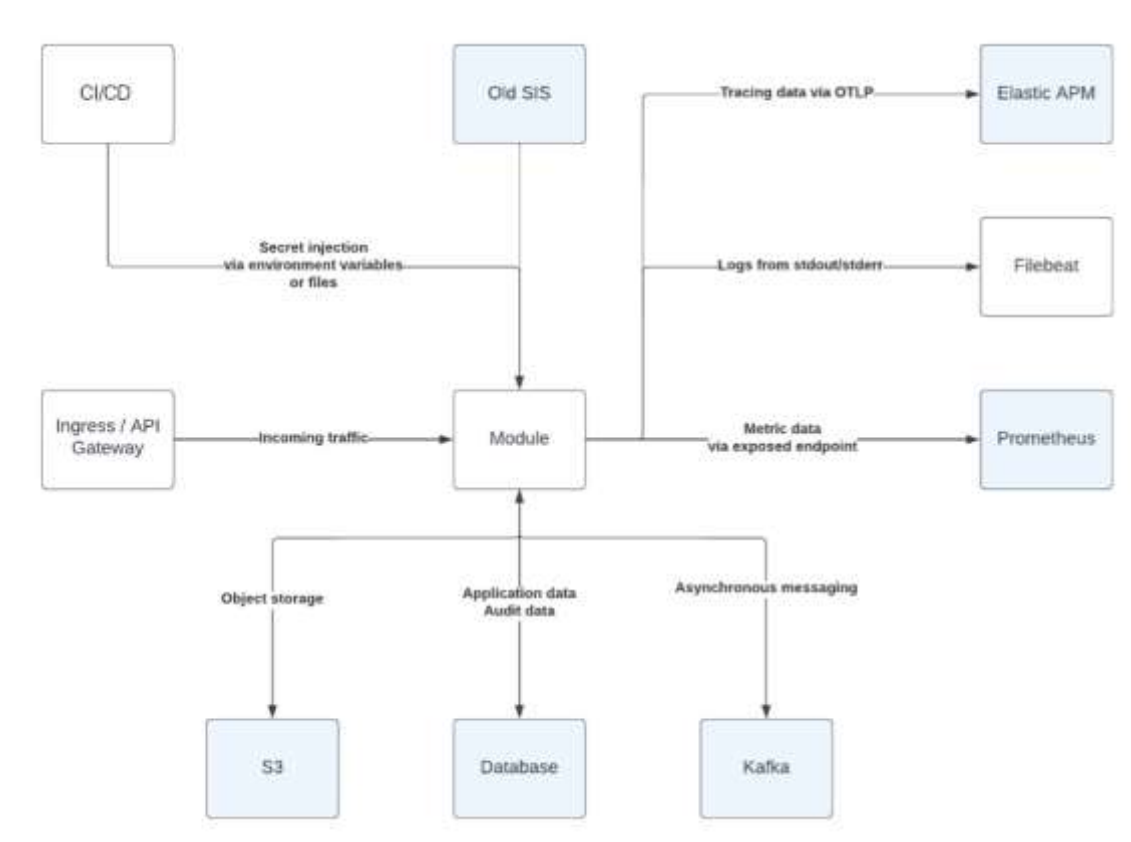 CI/CD
Old SIS
Tracing data via OTLP
Elastic APM
Secret injection
via environment variables
or files
Logs from stdout/stderr
Filebeat
Ingress / API
Gateway
Incoming traffic
Module
Metric data
via exposed endpoint
Prometheus
Object storage
Application data
Audit data
Asynchronous messaging
S3
Database
Kafka